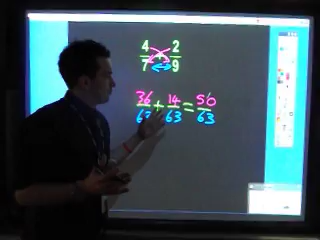 4/7 + 2/9
36/63 + 14/63 = 50/63